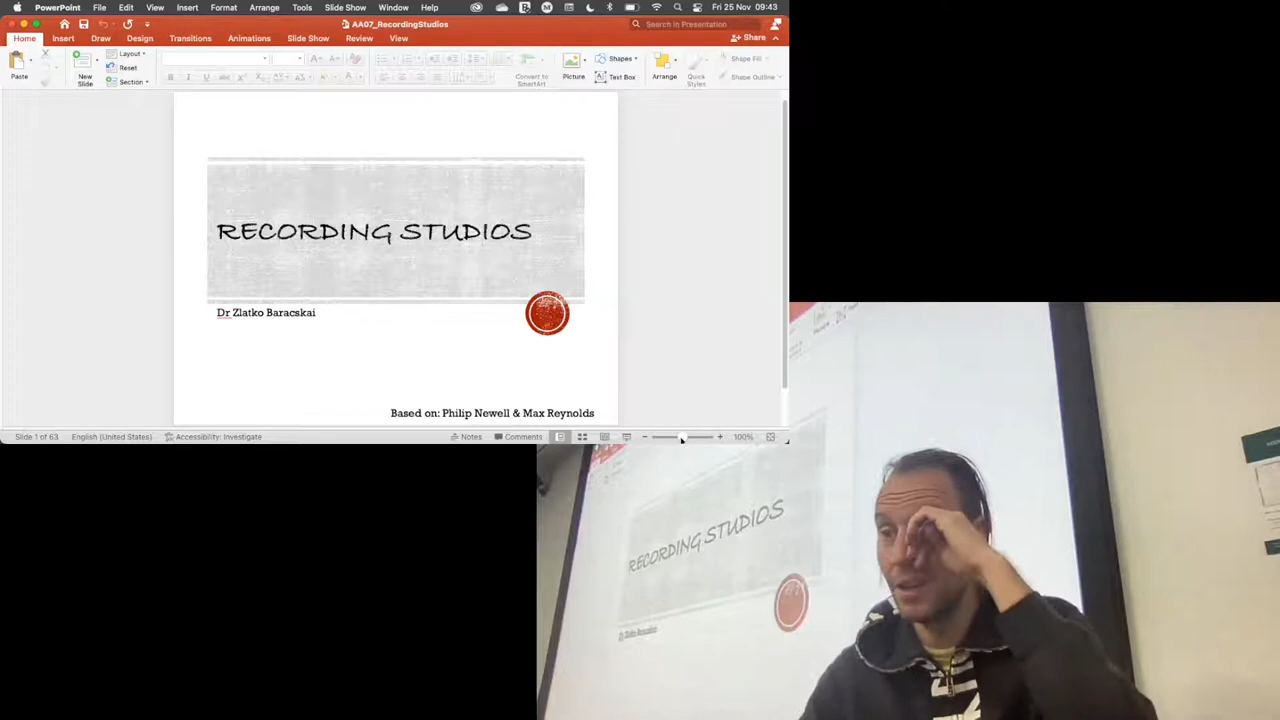 PowerPoint File Edit View Insert Format Arrange Tools Slide Show Window Help Fri 25 Nov 09:43
AA07_RecordingStudios
Search in Presentation
Home Insert Draw Design Transitions Animations Slide Show Review View
Share
Paste
New Slide
Layout
Reset
Section
Convert to SmartArt
Picture
Shapes
Text Box
Arrange
Quick Styles
Shape Fill
Shape Outline
RECORDING STUDIOS
Dr Zlatko Baracskai
Based on: Philip Newell & Max Reynolds
Slide 1 of 63 English (United States) Accessibility: Investigate Notes Comments 100%
RECORDING STUDIOS
Dr Zlatko Baracskai